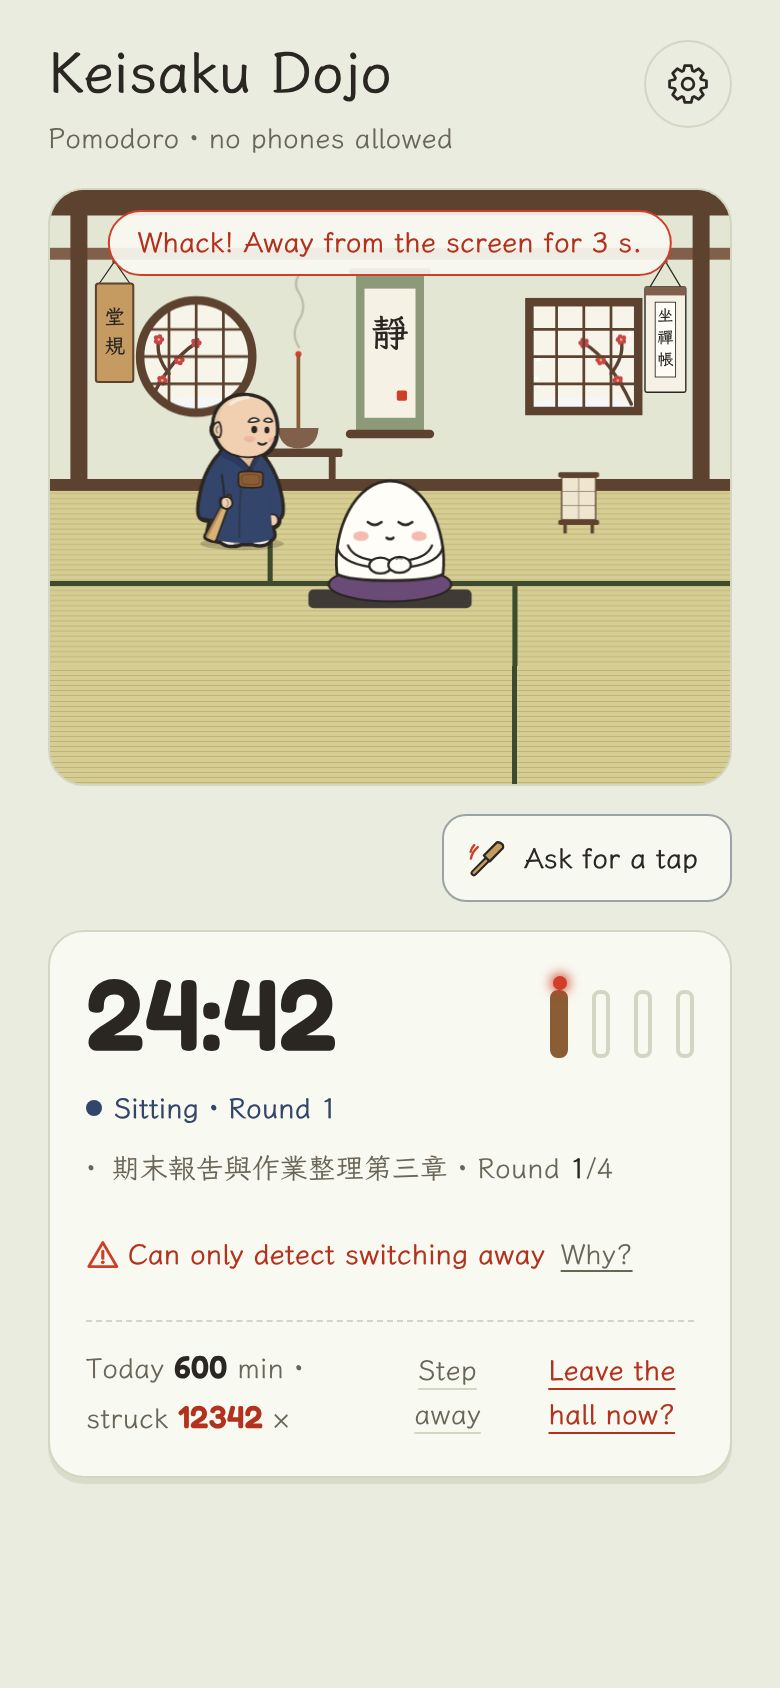 Keisaku Dojo
Pomodoro • no phones allowed
Whack! Away from the screen for 3 s.
堂規
靜
坐禪帳
Ask for a tap
24:42
Sitting • Round 1
• 期末報告與作業整理第三章 • Round 1/4
Can only detect switching away Why?
Today 600 min •
struck 12342 ×
Step
away
Leave the
hall now?